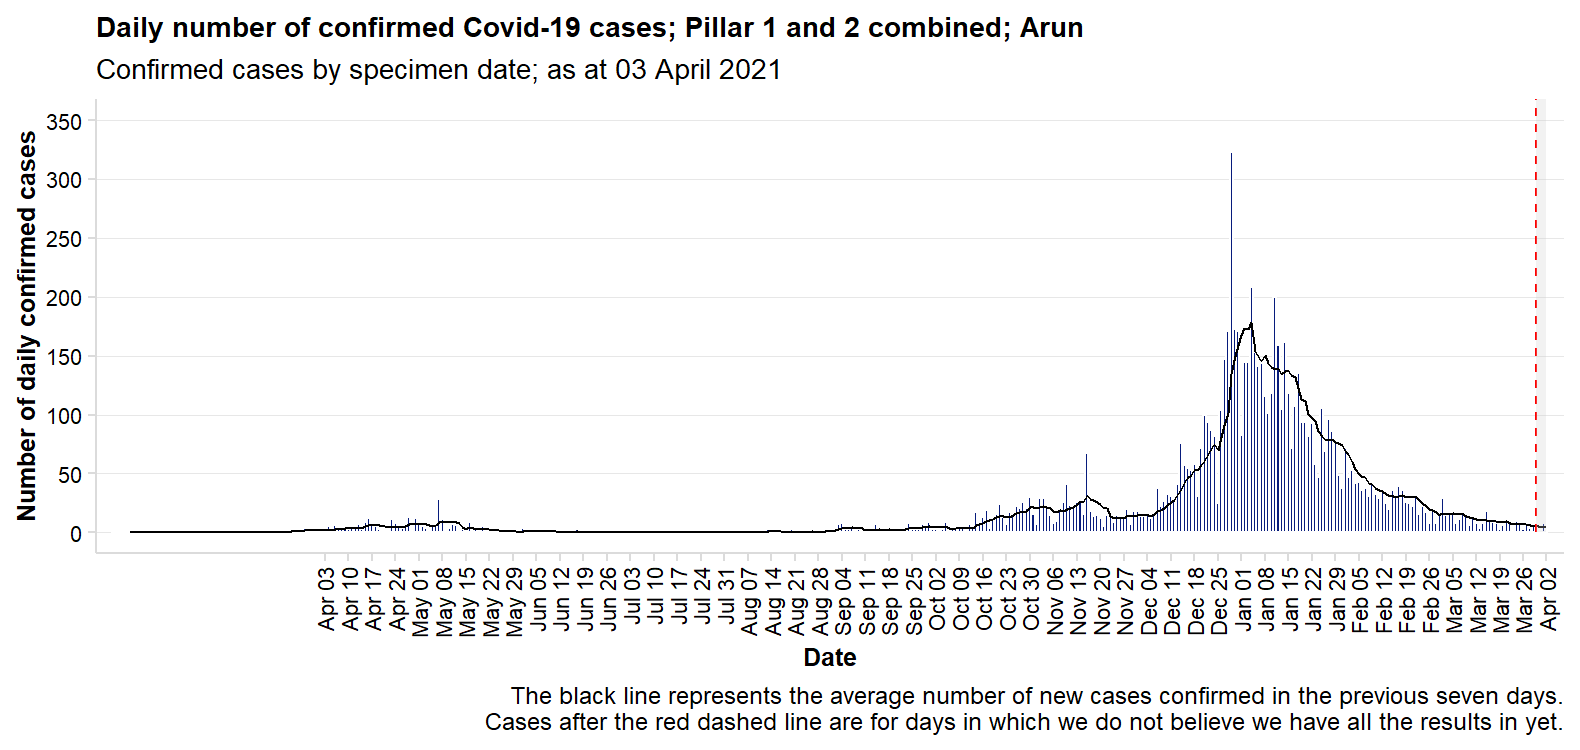 Daily number of confirmed Covid-19 cases; Pillar 1 and 2 combined; Arun
Confirmed cases by specimen date; as at 03 April 2021
Number of daily confirmed cases
350
300
250
200
150
100
50
0
Apr 03
Apr 10
Apr 17
Apr 24
May 01
May 08
May 15
May 22
May 29
Jun 05
Jun 12
Jun 19
Jun 26
Jul 03
Jul 10
Jul 17
Jul 24
Jul 31
Aug 07
Aug 14
Aug 21
Aug 28
Sep 04
Sep 11
Sep 18
Sep 25
Oct 02
Oct 09
Oct 16
Oct 23
Oct 30
Nov 06
Nov 13
Nov 20
Nov 27
Dec 04
Dec 11
Dec 18
Dec 25
Jan 01
Jan 08
Jan 15
Jan 22
Jan 29
Feb 05
Feb 12
Feb 19
Feb 26
Mar 05
Mar 12
Mar 19
Mar 26
Apr 02
Date
The black line represents the average number of new cases confirmed in the previous seven days.
Cases after the red dashed line are for days in which we do not believe we have all the results in yet.